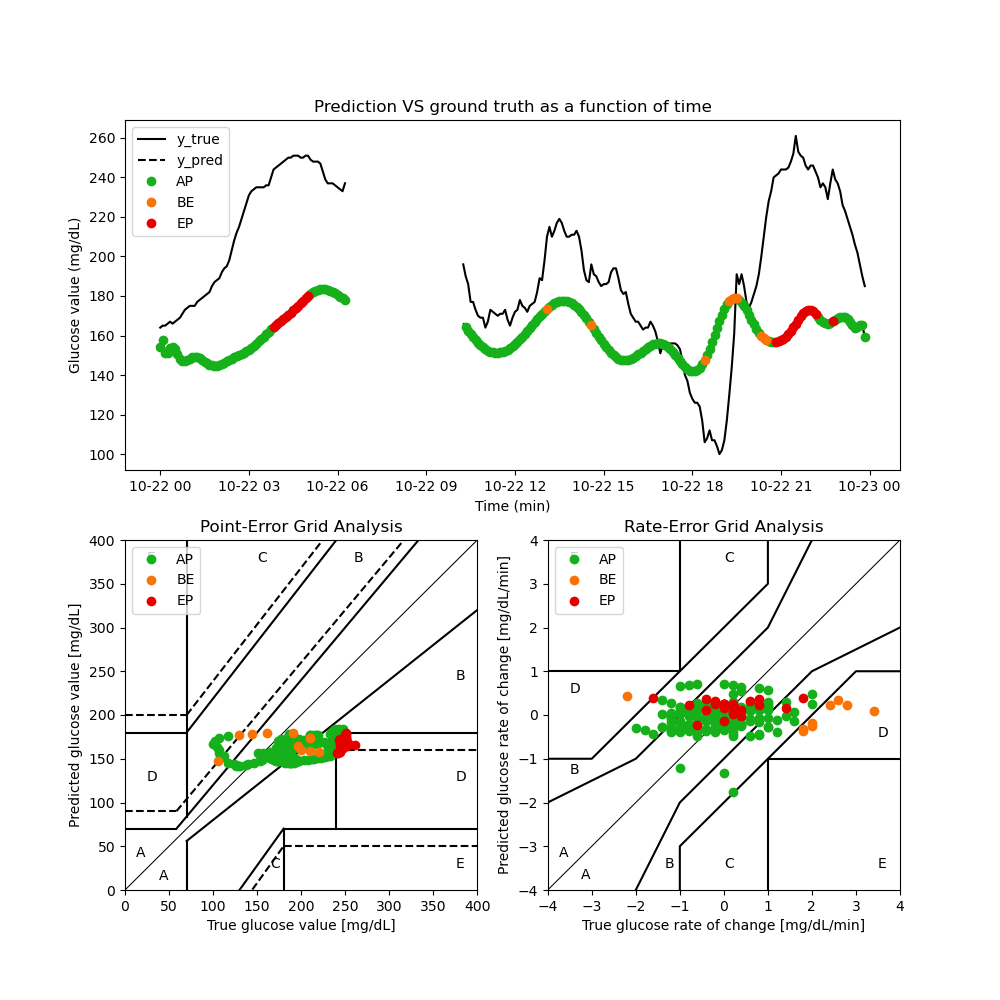 Prediction VS ground truth as a function of time
Glucose value (mg/dL)
260
240
220
200
180
160
140
120
100
y_true
y_pred
AP
BE
EP
10-22 00
10-22 03
10-22 06
10-22 09
10-22 12
10-22 15
10-22 18
10-22 21
10-23 00
Time (min)
Point-Error Grid Analysis
Predicted glucose value [mg/dL]
400
350
300
250
200
150
100
50
0
AP
BE
EP
C
B
B
D
D
A
A
C
E
0
50
100
150
200
250
300
350
400
True glucose value [mg/dL]
Rate-Error Grid Analysis
Predicted glucose rate of change [mg/dL/min]
4
3
2
1
0
−1
−2
−3
−4
AP
BE
EP
C
D
D
B
A
A
B
C
E
−4
−3
−2
−1
0
1
2
3
4
True glucose rate of change [mg/dL/min]